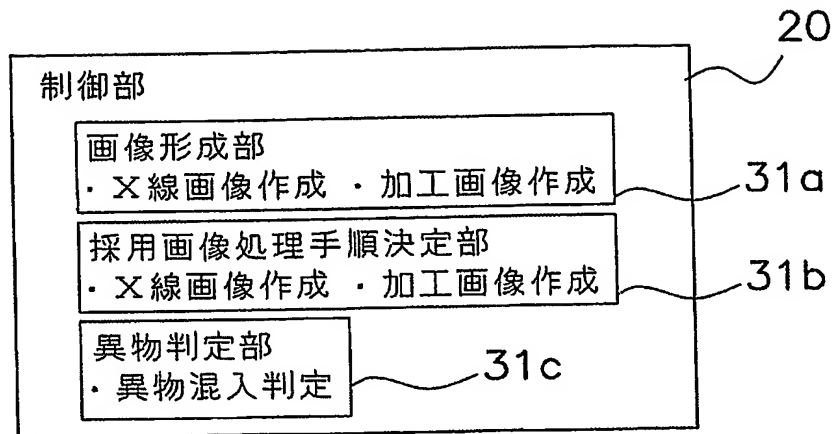 20
制御部
画像形成部
・X線画像作成 ・加工画像作成
31a
採用画像処理手順決定部
・X線画像作成 ・加工画像作成
31b
異物判定部
・異物混入判定
31c